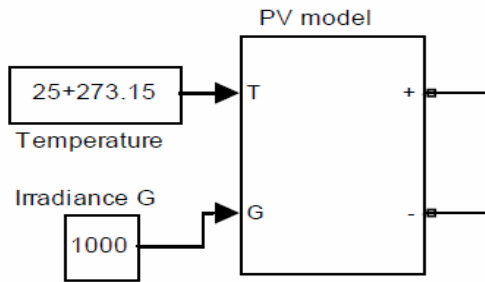 PV model
25+273.15
T
+
Temperature
Irradiance G
1000
G
-